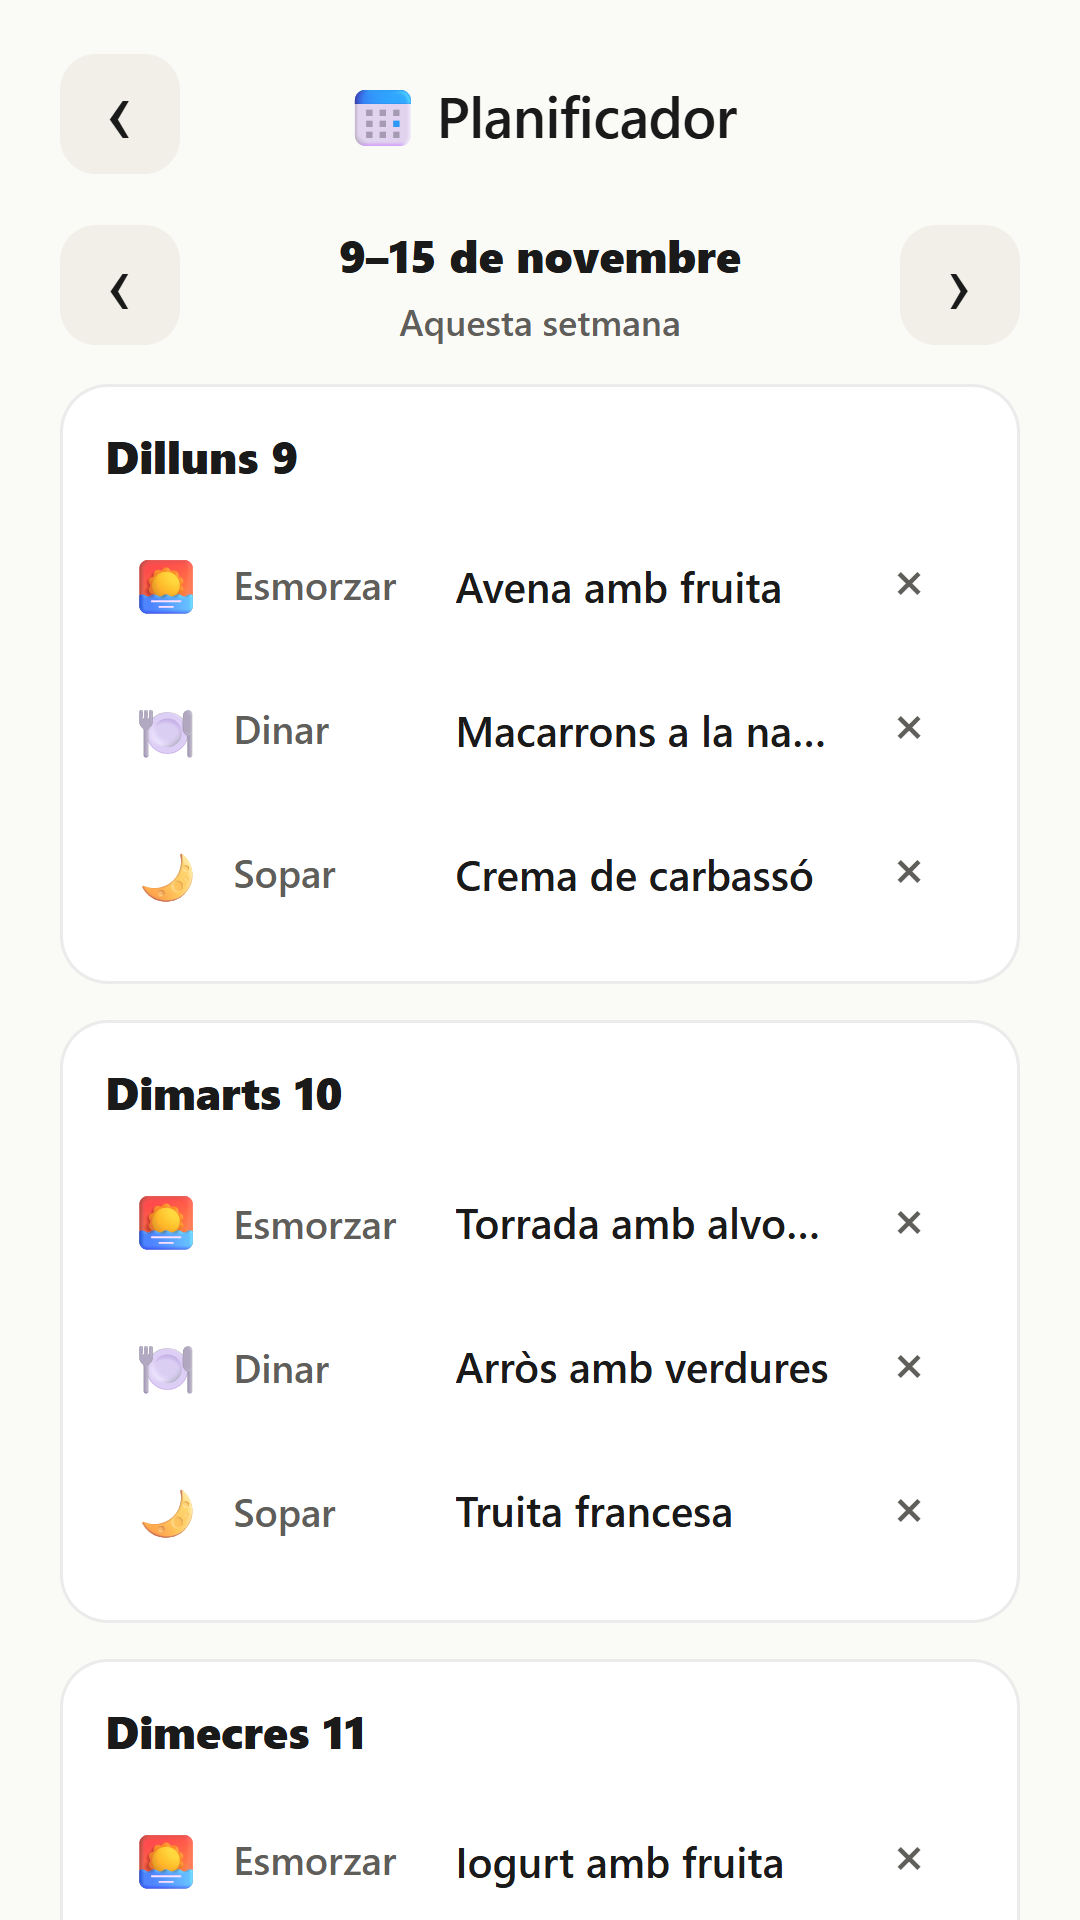 ‹
Planificador
‹
9–15 de novembre
Aquesta setmana
›
Dilluns 9
Esmorzar Avena amb fruita ✕
Dinar Macarrons a la na… ✕
Sopar Crema de carbassó ✕
Dimarts 10
Esmorzar Torrada amb alvo… ✕
Dinar Arròs amb verdures ✕
Sopar Truita francesa ✕
Dimecres 11
Esmorzar Iogurt amb fruita ✕